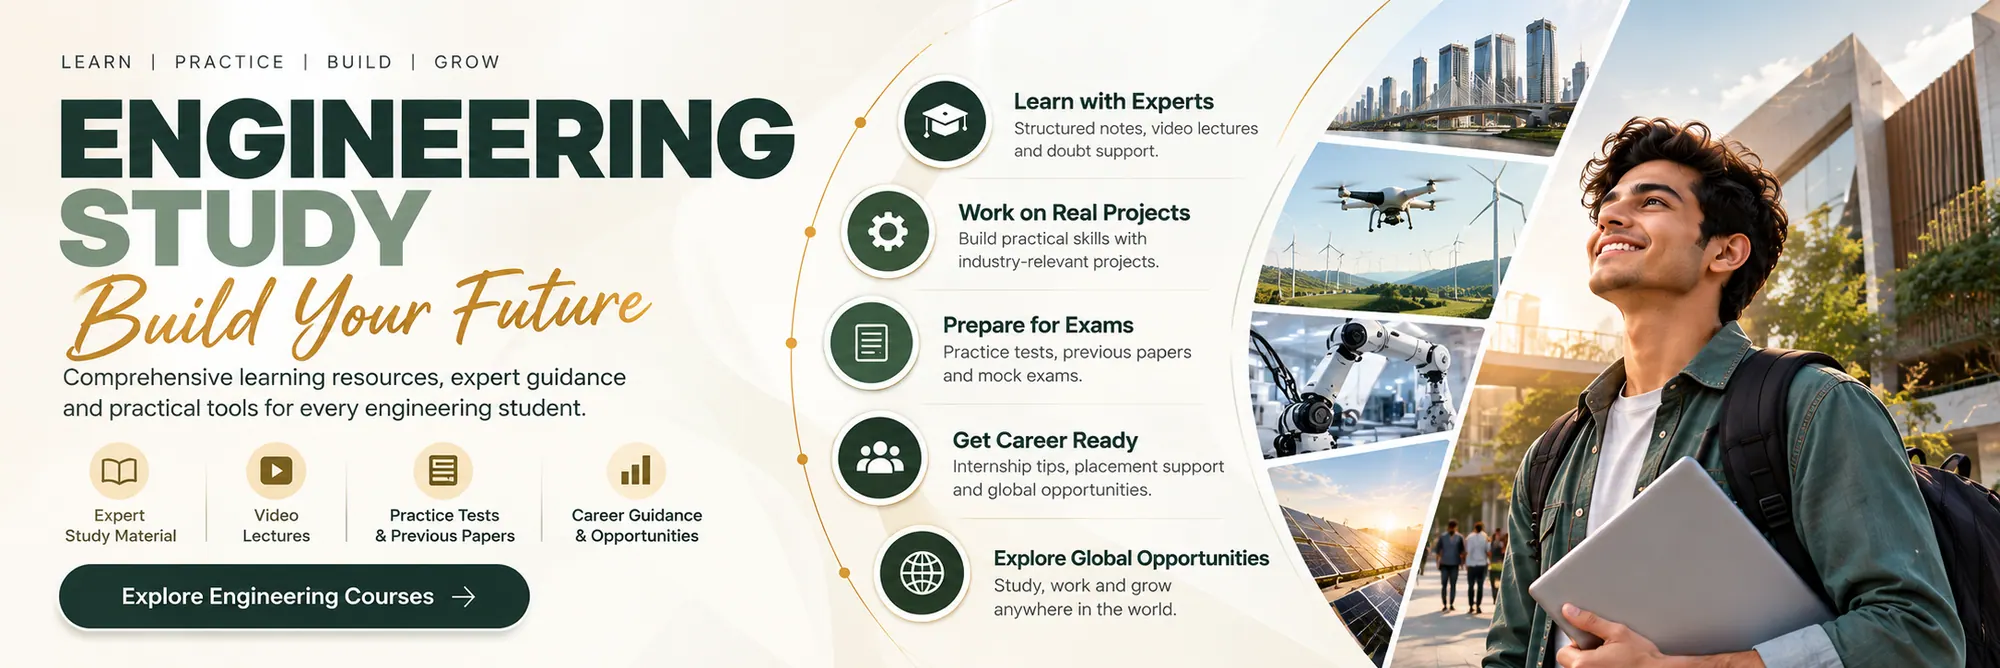 LEARN | PRACTICE | BUILD | GROW
ENGINEERING
STUDY
Build Your Future
Comprehensive learning resources, expert guidance
and practical tools for every engineering student.
Expert
Study Material
Video
Lectures
Practice Tests
& Previous Papers
Career Guidance
& Opportunities
Explore Engineering Courses →
Learn with Experts
Structured notes, video lectures
and doubt support.
Work on Real Projects
Build practical skills with
industry-relevant projects.
Prepare for Exams
Practice tests, previous papers
and mock exams.
Get Career Ready
Internship tips, placement support
and global opportunities.
Explore Global Opportunities
Study, work and grow
anywhere in the world.